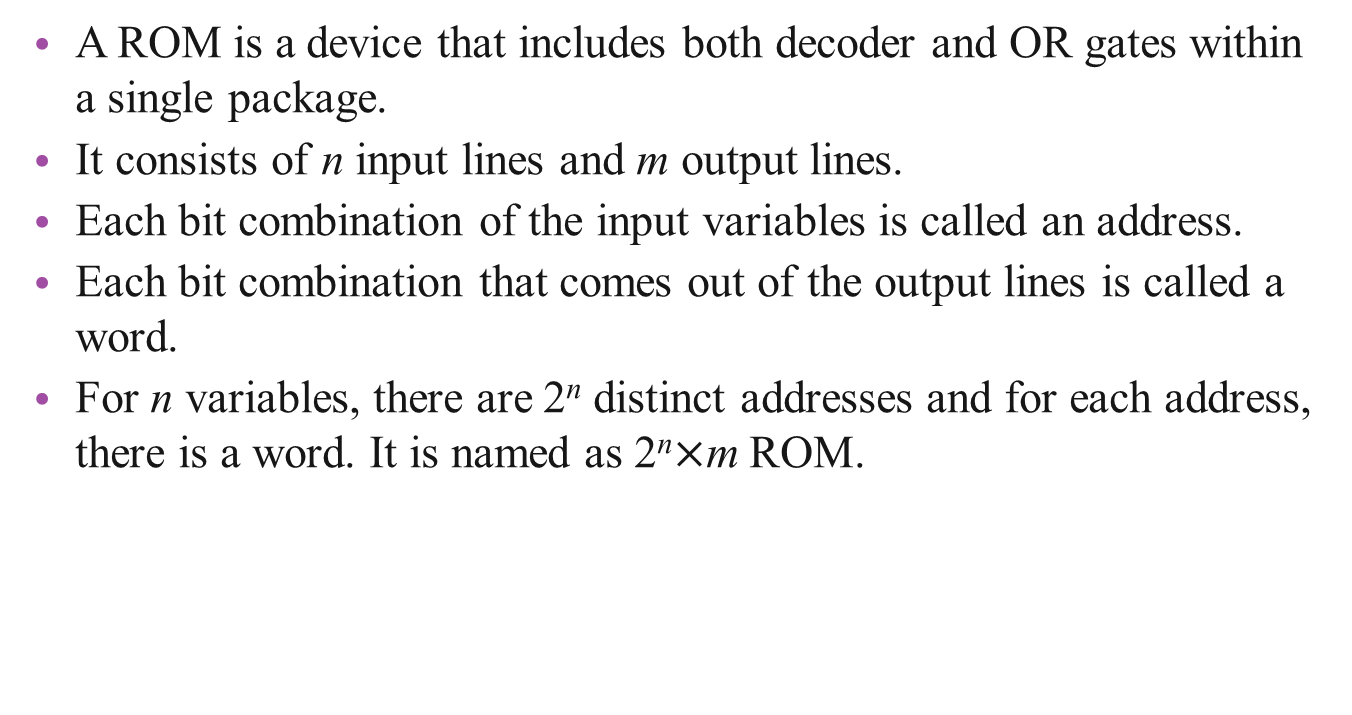 • A ROM is a device that includes both decoder and OR gates within
a single package.
• It consists of n input lines and m output lines.
• Each bit combination of the input variables is called an address.
• Each bit combination that comes out of the output lines is called a
word.
• For n variables, there are 2ⁿ distinct addresses and for each address,
there is a word. It is named as 2ⁿ×m ROM.